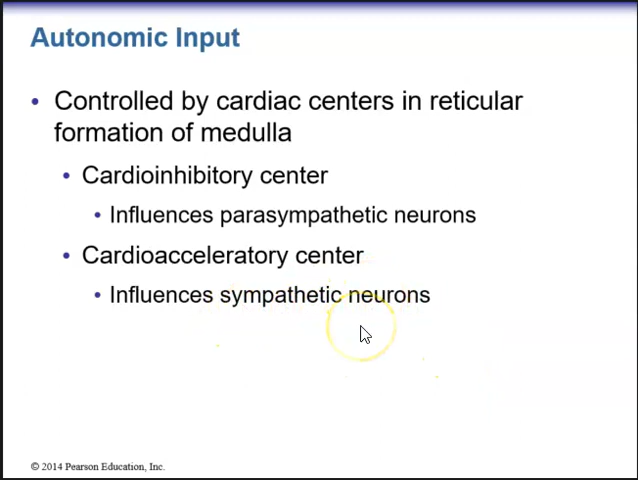 Autonomic Input
• Controlled by cardiac centers in reticular
formation of medulla
• Cardioinhibitory center
• Influences parasympathetic neurons
• Cardioacceleratory center
• Influences sympathetic neurons
© 2014 Pearson Education, Inc.